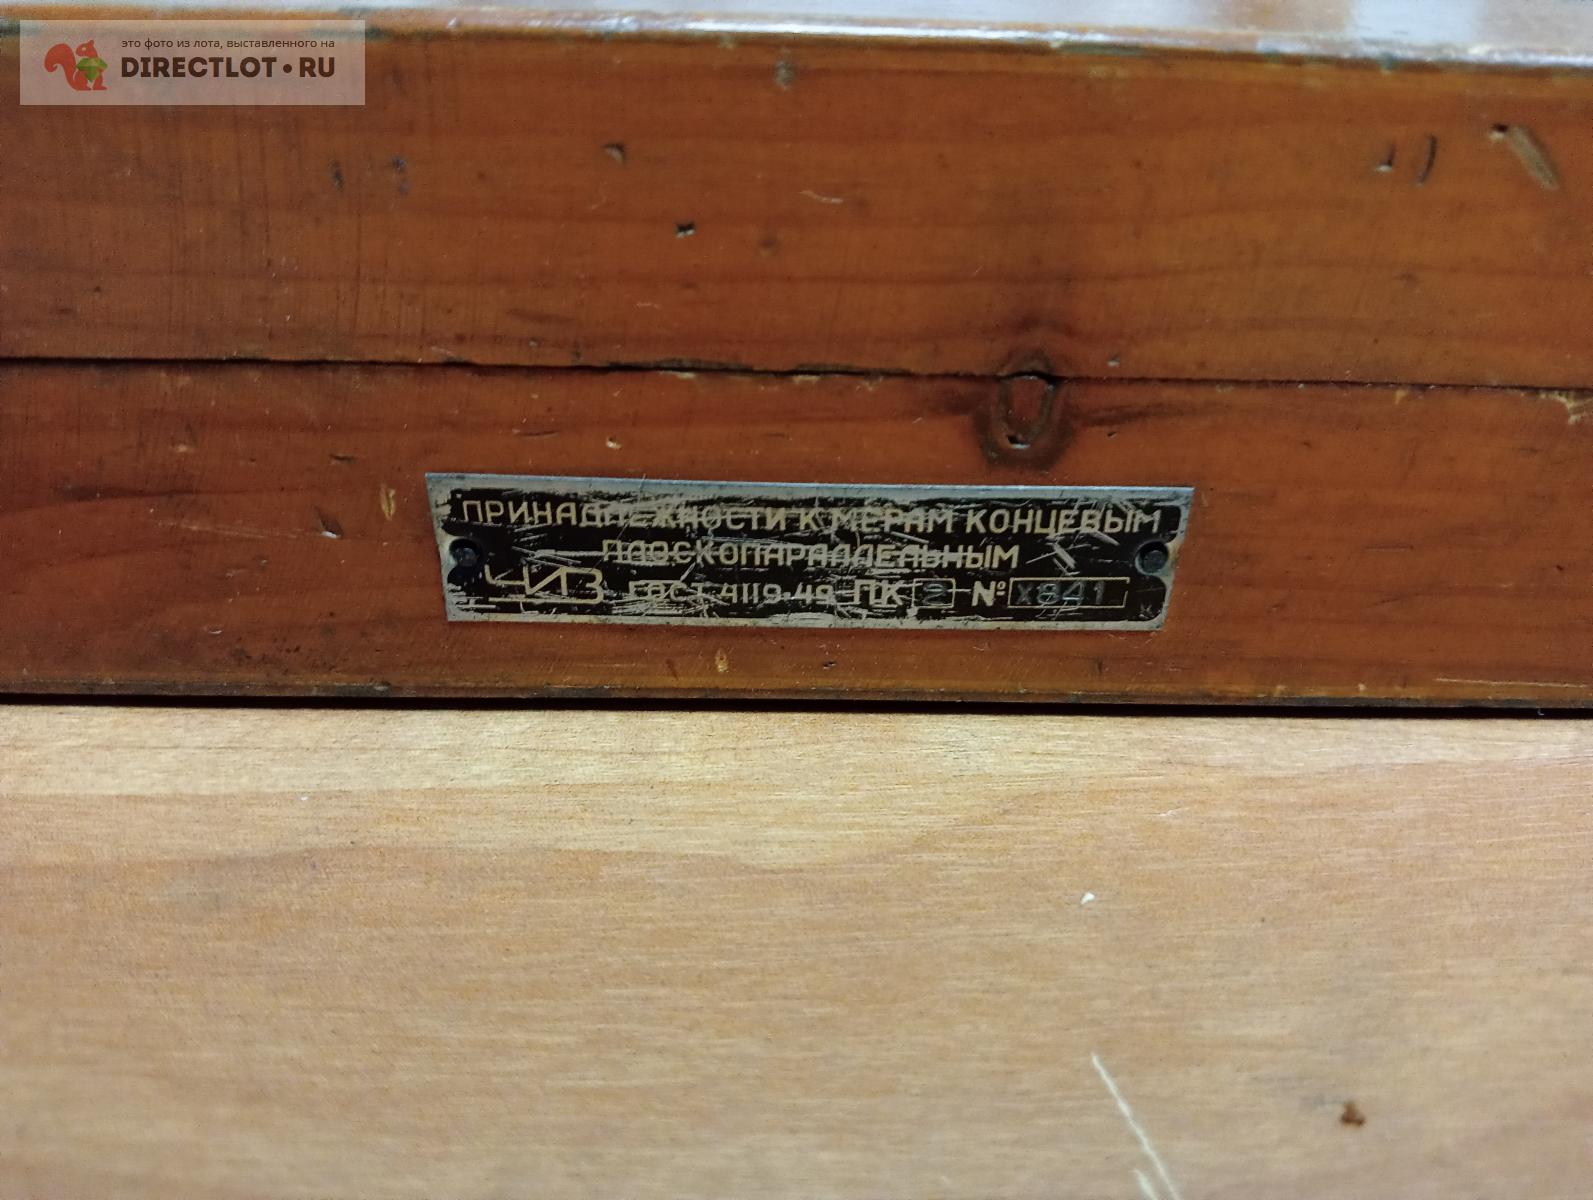 это фото из лота, выставленного на
DIRECTLOT•RU
ПРИНАДЛЕЖНОСТИ К МЕРАМ КОНЦЕВЫМ
ПЛОСКОПАРАЛЛЕЛЬНЫМ
ЧИЗ ГОСТ 4119-49 ПК 2 № X841